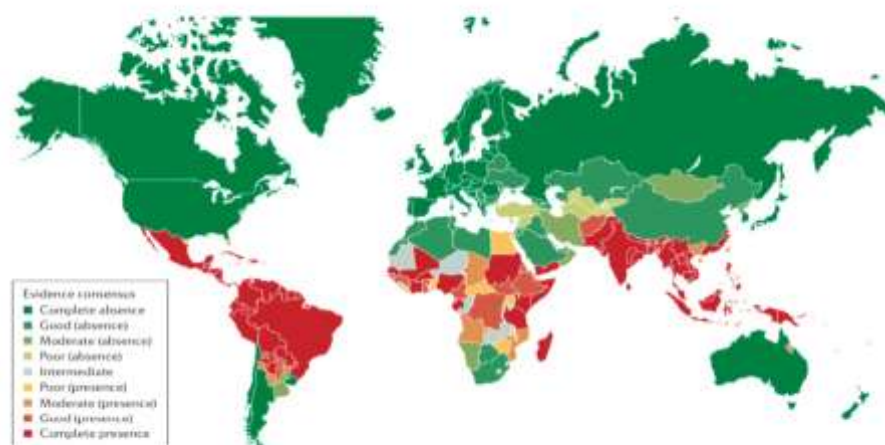 Evidence consensus
Complete absence
Good (absence)
Moderate (absence)
Poor (absence)
Intermediate
Poor (presence)
Moderate (presence)
Good (presence)
Complete presence